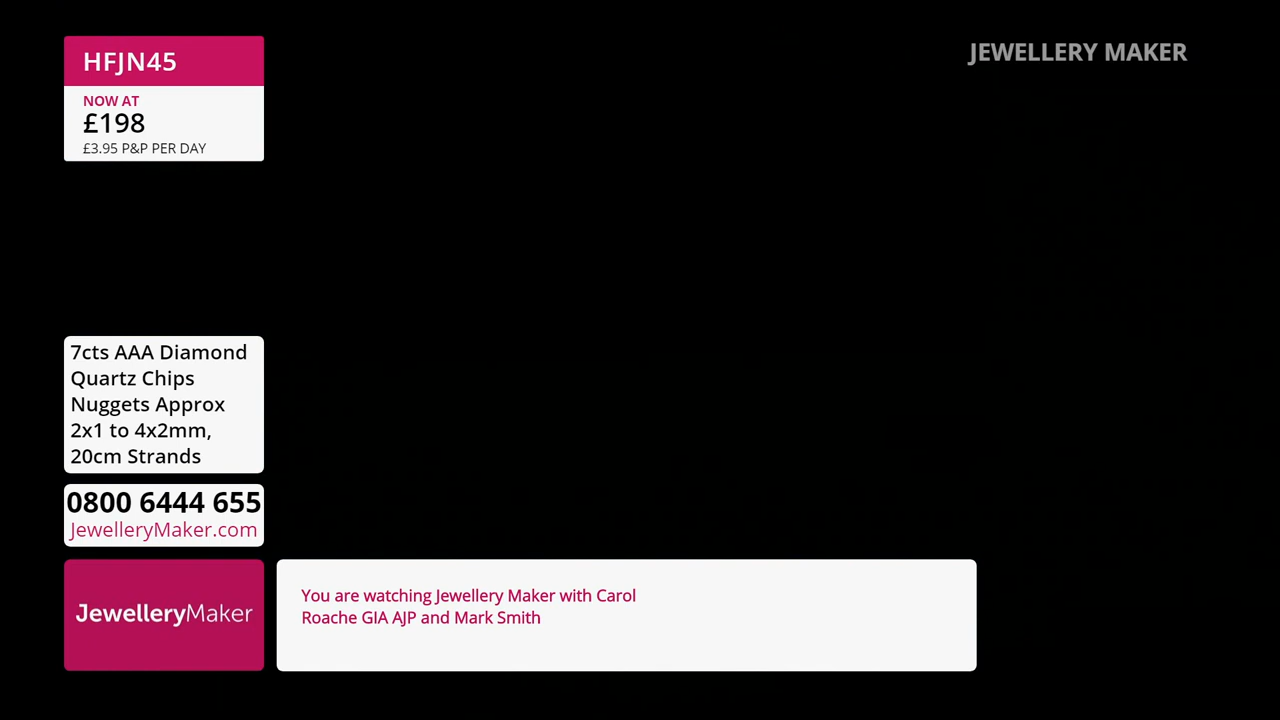 HFJN45
NOW AT
£198
£3.95 P&P PER DAY
JEWELLERY MAKER
7cts AAA Diamond
Quartz Chips
Nuggets Approx
2x1 to 4x2mm,
20cm Strands
0800 6444 655
JewelleryMaker.com
JewelleryMaker
You are watching Jewellery Maker with Carol
Roache GIA AJP and Mark Smith